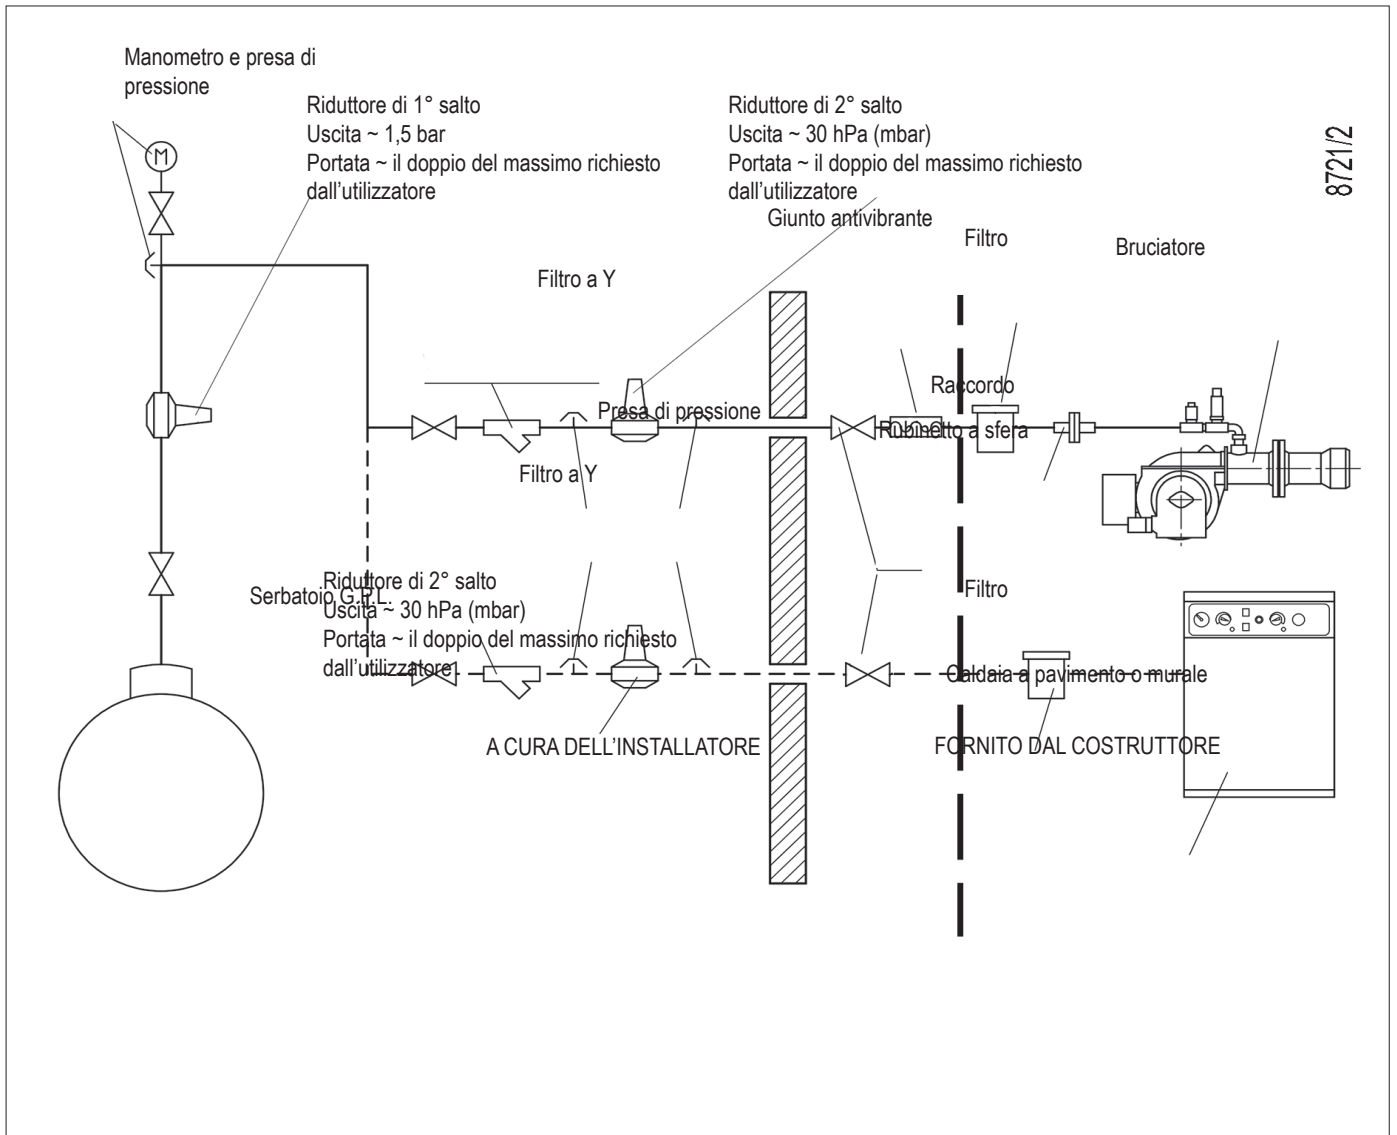 Manometro e presa di
pressione
Riduttore di 1° salto
Uscita ~ 1,5 bar
Portata ~ il doppio del massimo richiesto
dall'utilizzatore
Riduttore di 2° salto
Uscita ~ 30 hPa (mbar)
Portata ~ il doppio del massimo richiesto
dall'utilizzatore
8721/2
M
Giunto antivibrante
Filtro
Bruciatore
Filtro a Y
Raccordo
Presa di pressione
Rubinetto a sfera
Filtro a Y
Serbatoio G.P.L.
Riduttore di 2° salto
Uscita ~ 30 hPa (mbar)
Portata ~ il doppio del massimo richiesto
dall'utilizzatore
Filtro
Caldaia a pavimento o murale
A CURA DELL'INSTALLATORE
FORNITO DAL COSTRUTTORE